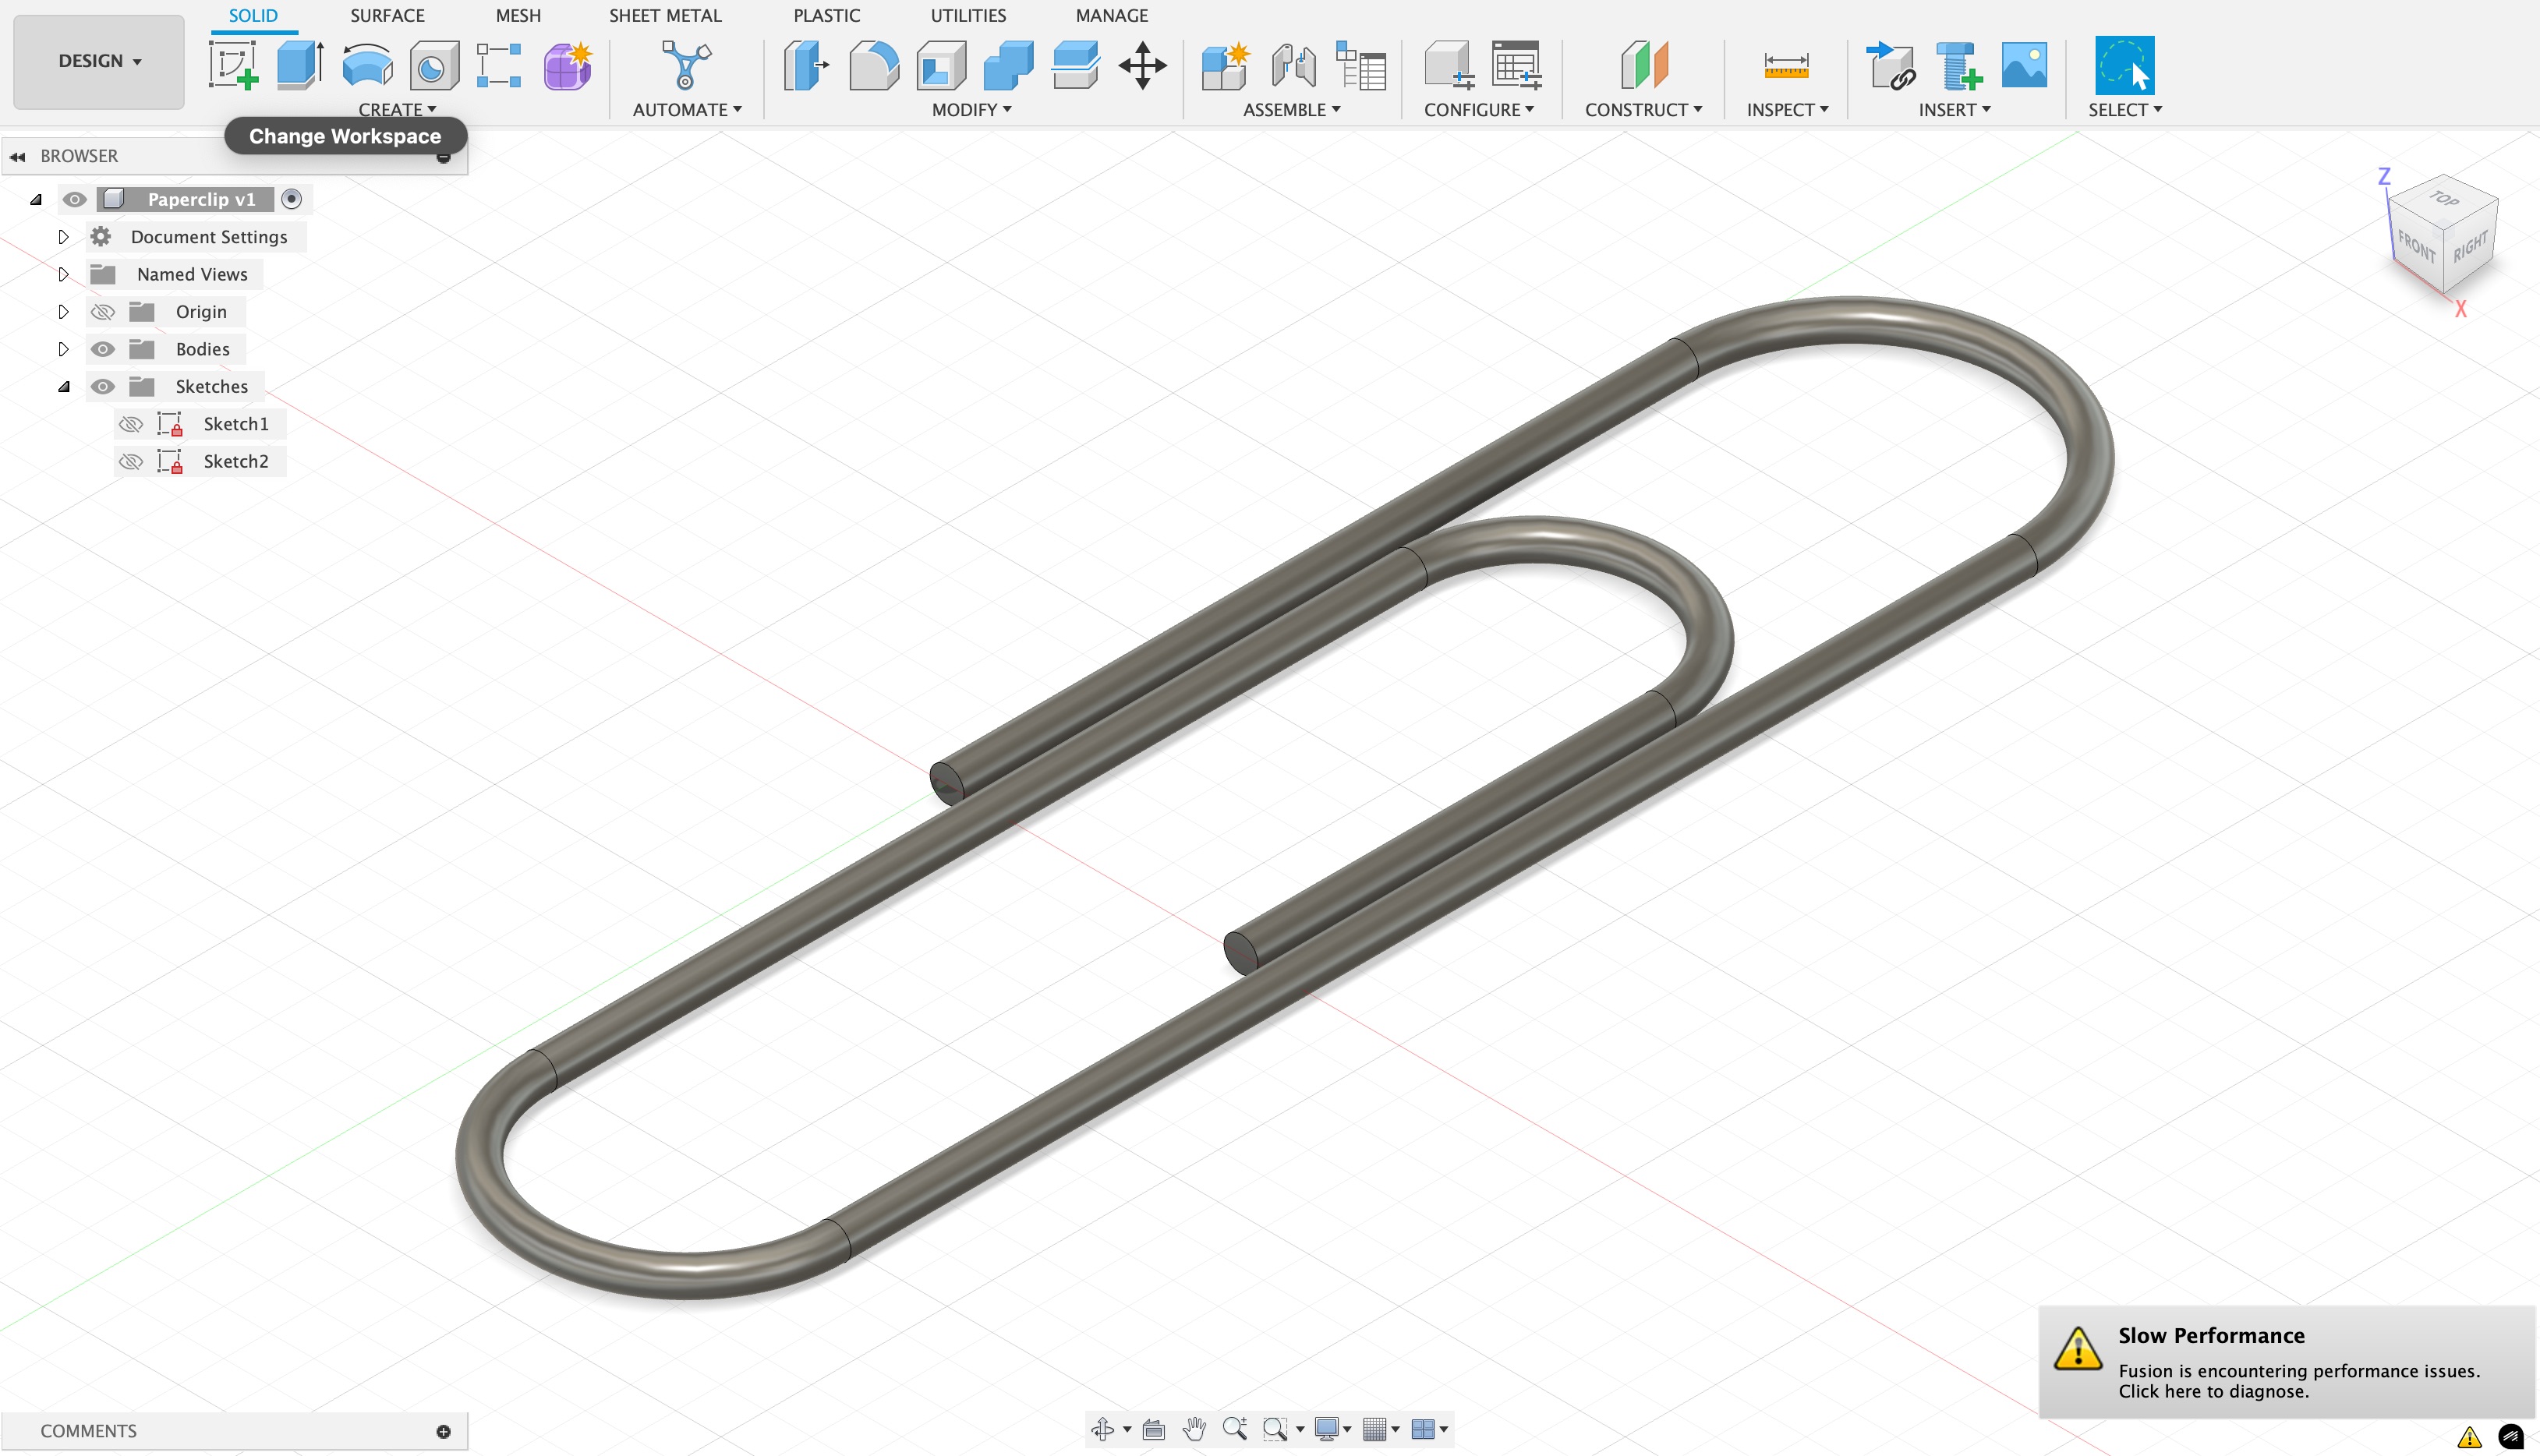 SOLID SURFACE MESH SHEET METAL PLASTIC UTILITIES MANAGE
DESIGN
CREATE AUTOMATE MODIFY ASSEMBLE CONFIGURE CONSTRUCT INSPECT INSERT SELECT
Change Workspace
BROWSER
Paperclip v1
Document Settings
Named Views
Origin
Bodies
Sketches
Sketch1
Sketch2
Z
TOP
FRONT RIGHT
X
Slow Performance
Fusion is encountering performance issues.
Click here to diagnose.
COMMENTS